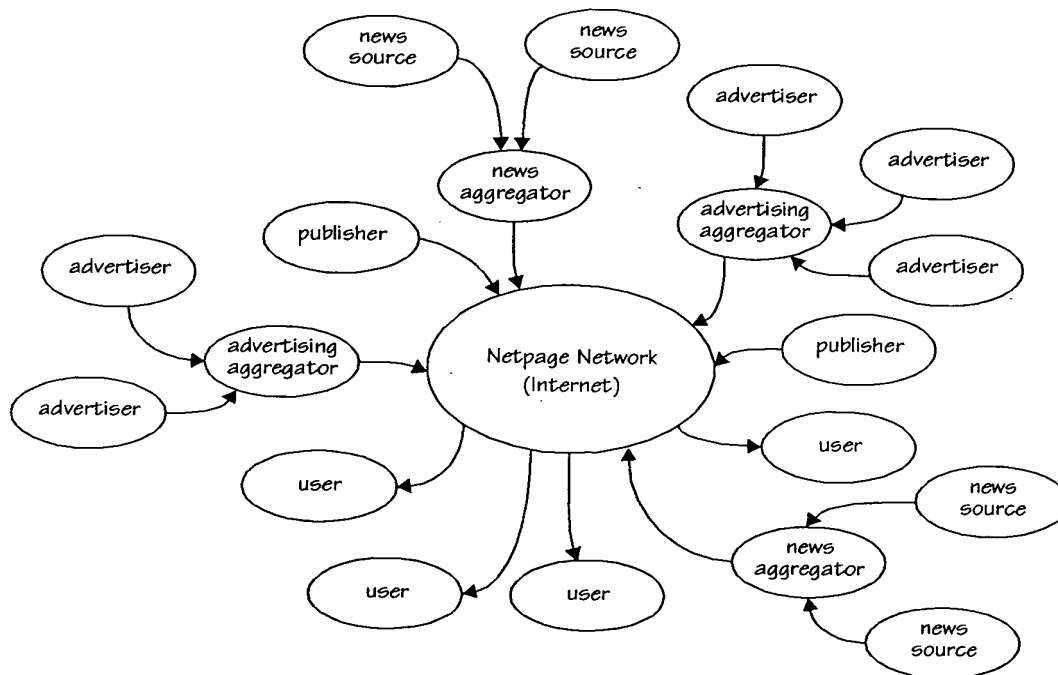 news
source
news
source
advertiser
advertiser
news
aggregator
advertising
aggregator
publisher
advertiser
advertiser
advertising
aggregator
Netpage Network
(Internet)
publisher
advertiser
user
user
news
source
news
aggregator
user
user
news
source